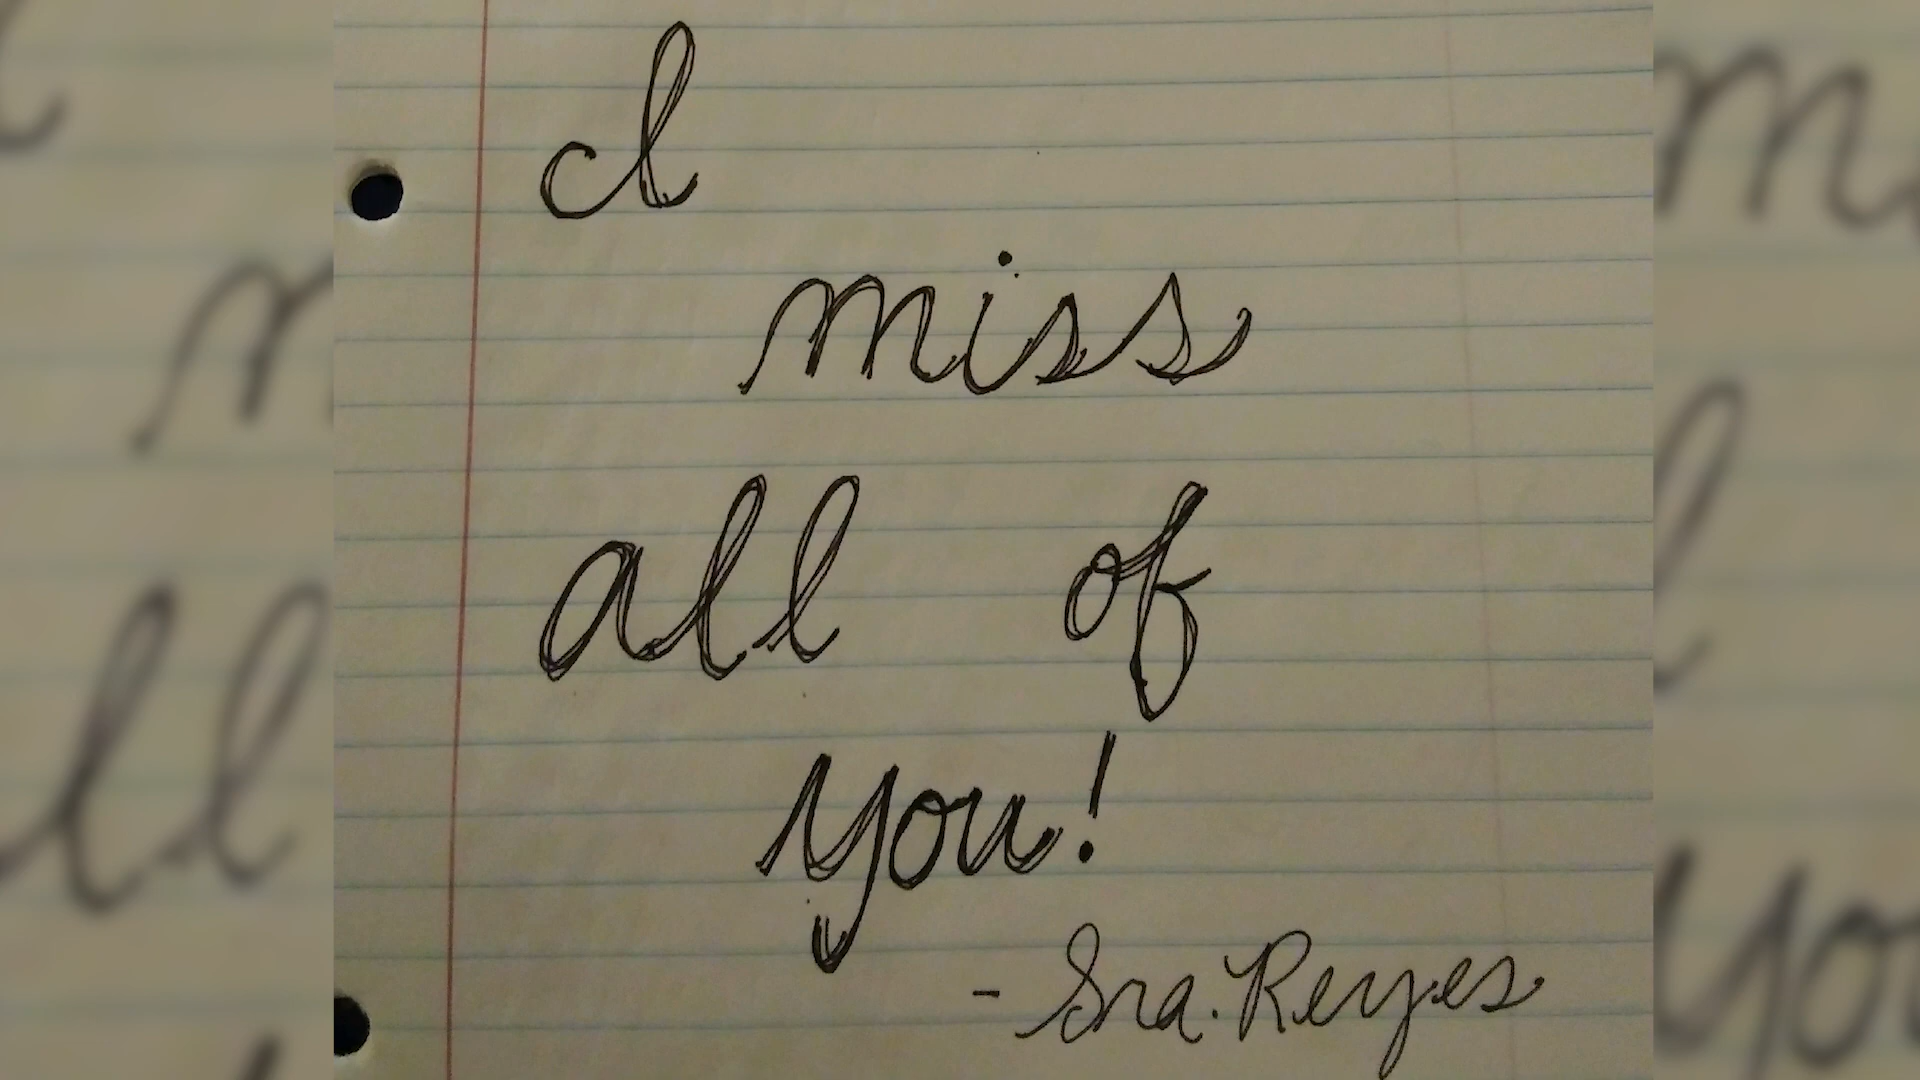 I
miss
all of
you!
- Sra. Reyes